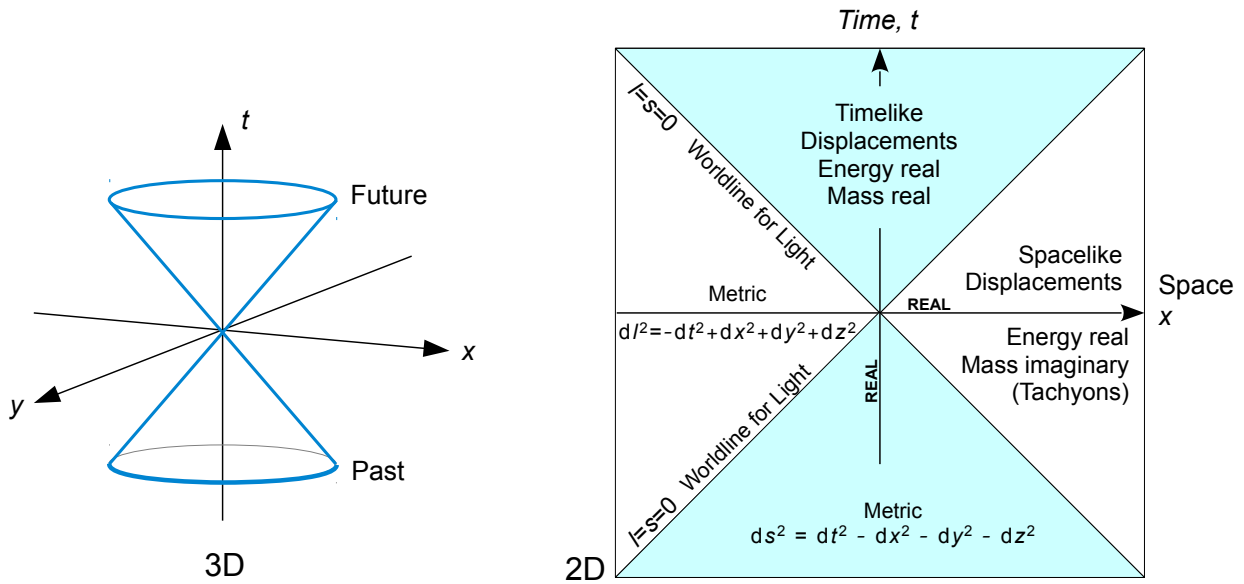 t
Future
x
y
Past
3D
Time, t
l=s=0 Worldline for Light
Timelike
Displacements
Energy real
Mass real
Spacelike
Displacements
Metric
REAL
Space
x
dl²=-dt²+dx²+dy²+dz²
Energy real
Mass imaginary
(Tachyons)
REAL
l=s=0 Worldline for Light
Metric
ds² = dt² - dx² - dy² - dz²
2D